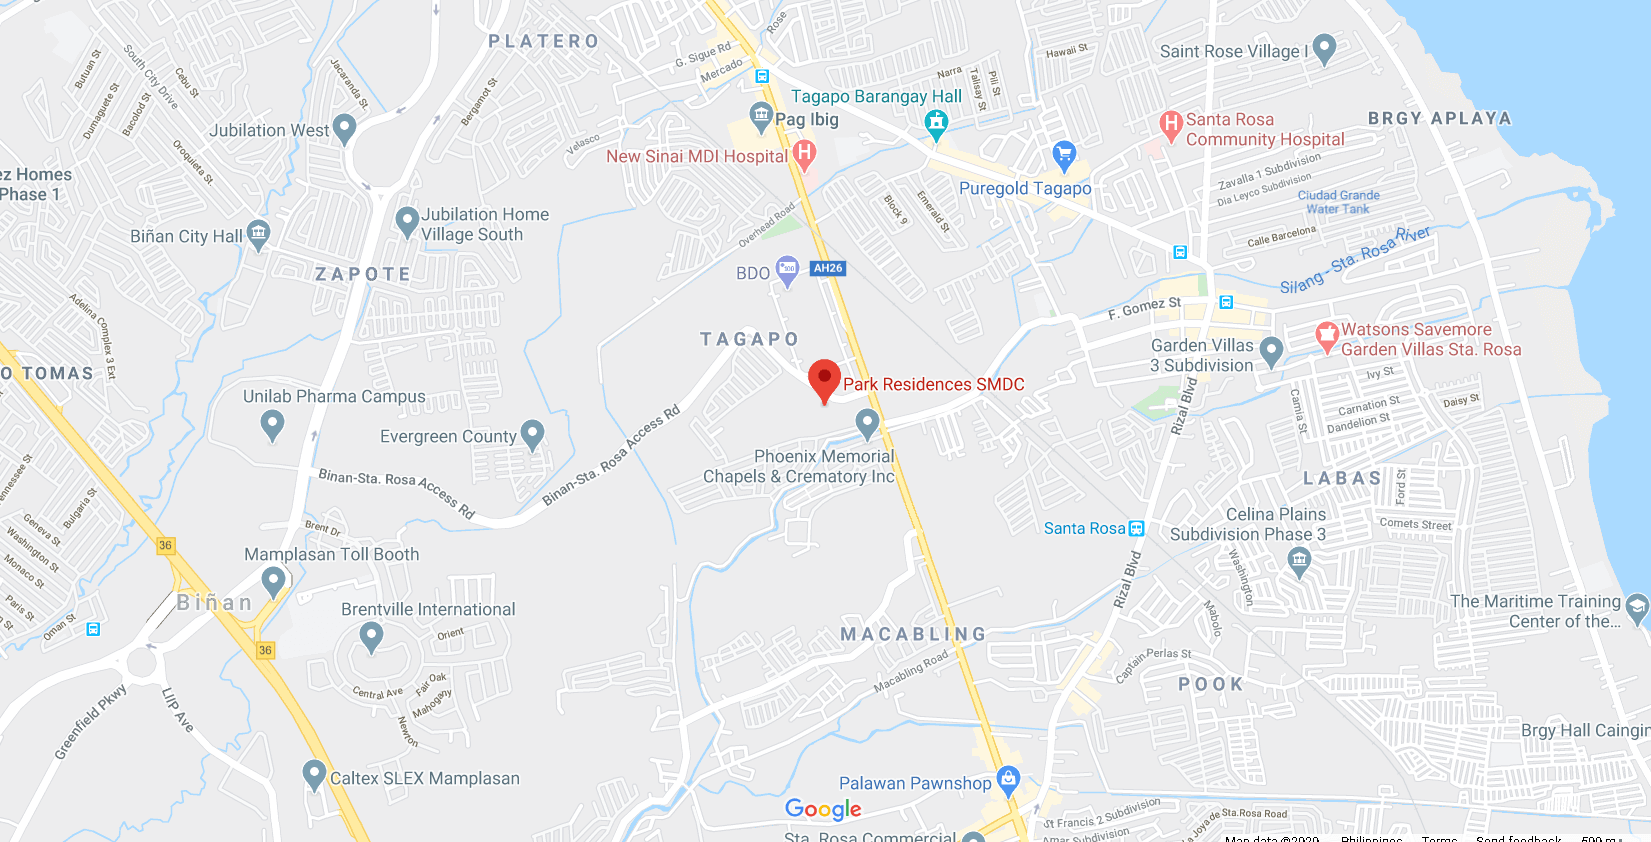 PLATERO
Rose
G. Sigue Rd
Mercado
Hawaii St
Saint Rose Village I
Butuan St
South City Drive
Cebu St
Dumaguete St
Bacolod St
Jacaranda St.
Bergamot St
Narra
Talisay St
Pili St
Tagapo Barangay Hall
Pag Ibig
BRGY APLAYA
Jubilation West
Velasco
Oroquieta St.
New Sinai MDI Hospital
Santa Rosa
Community Hospital
ez Homes
Phase 1
Puregold Tagapo
Zavalla 1 Subdivision
Dia Leyco Subdivision
Ciudad Grande
Water Tank
Jubilation Home
Village South
Biñan City Hall
Overhead Road
Block 9
Emerald St
Calle Barcelona
Silang - Sta. Rosa River
ZAPOTE
BDO
AH26
Adelina Complex 3 Ext
F. Gomez St
TAGAPO
Watsons Savemore
Garden Villas Sta. Rosa
Garden Villas
3 Subdivision
O TOMAS
Park Residences SMDC
Ivy St
Unilab Pharma Campus
Rizal Blvd
Camia St
Carnation St
Dandelion St
Daisy St
Evergreen County
Binan-Sta. Rosa Access Rd
Phoenix Memorial
Chapels & Crematory Inc
Binan-Sta. Rosa Access Rd
LABAS
Ford St
Tennessee St
Bulgaria St
Geneva St
Washington St
Monaco St
Brent Dr
Santa Rosa
Celina Plains
Subdivision Phase 3
Comets Street
36
Mamplasan Toll Booth
Rizal Blvd
Washington
Biñan
Paris St
Oman St
Brentville International
Orient
The Maritime Training
Center of the...
Mabolo
36
MACABLING
Macabling Road
Captain Perlas St
POOK
Central Ave
Fair Oak
Mahogany
Newron
Greenfield Pkwy
LIIP Ave
Brgy Hall Caingin
Caltex SLEX Mamplasan
Palawan Pawnshop
Google
St Francis 2 Subdivision
Joya de Sta.Rosa Road
Amar Subdivision
Sta. Rosa Commercial
Map data ©2020
Philippines
Terms
Send feedback
500 m